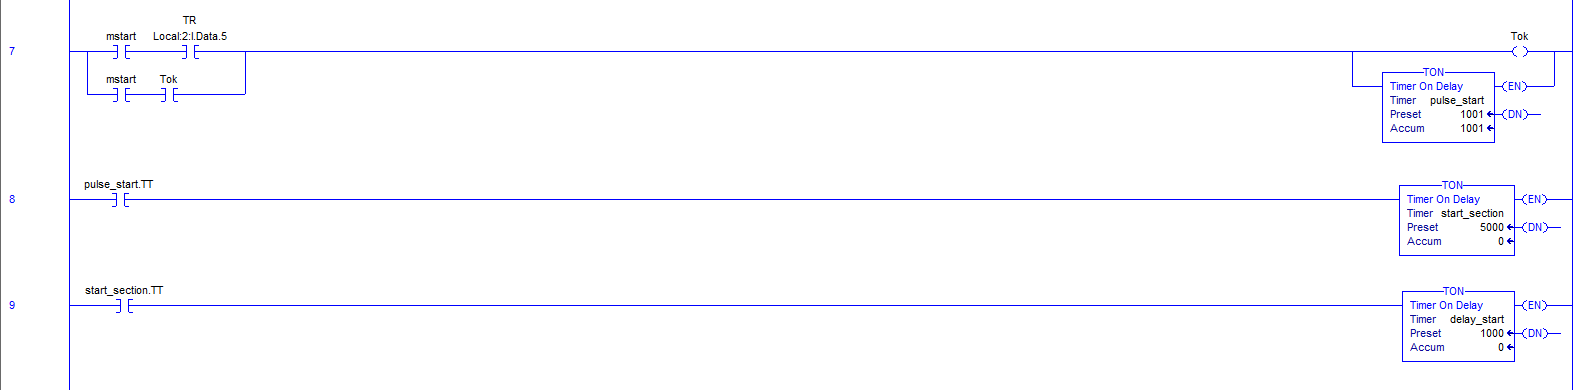 TR
mstart Local:2:I.Data.5 Tok
7
mstart Tok
TON
Timer On Delay (EN)
Timer pulse_start
Preset 1001 (DN)
Accum 1001
pulse_start.TT
8
TON
Timer On Delay (EN)
Timer start_section
Preset 5000 (DN)
Accum 0
start_section.TT
9
TON
Timer On Delay (EN)
Timer delay_start
Preset 1000 (DN)
Accum 0